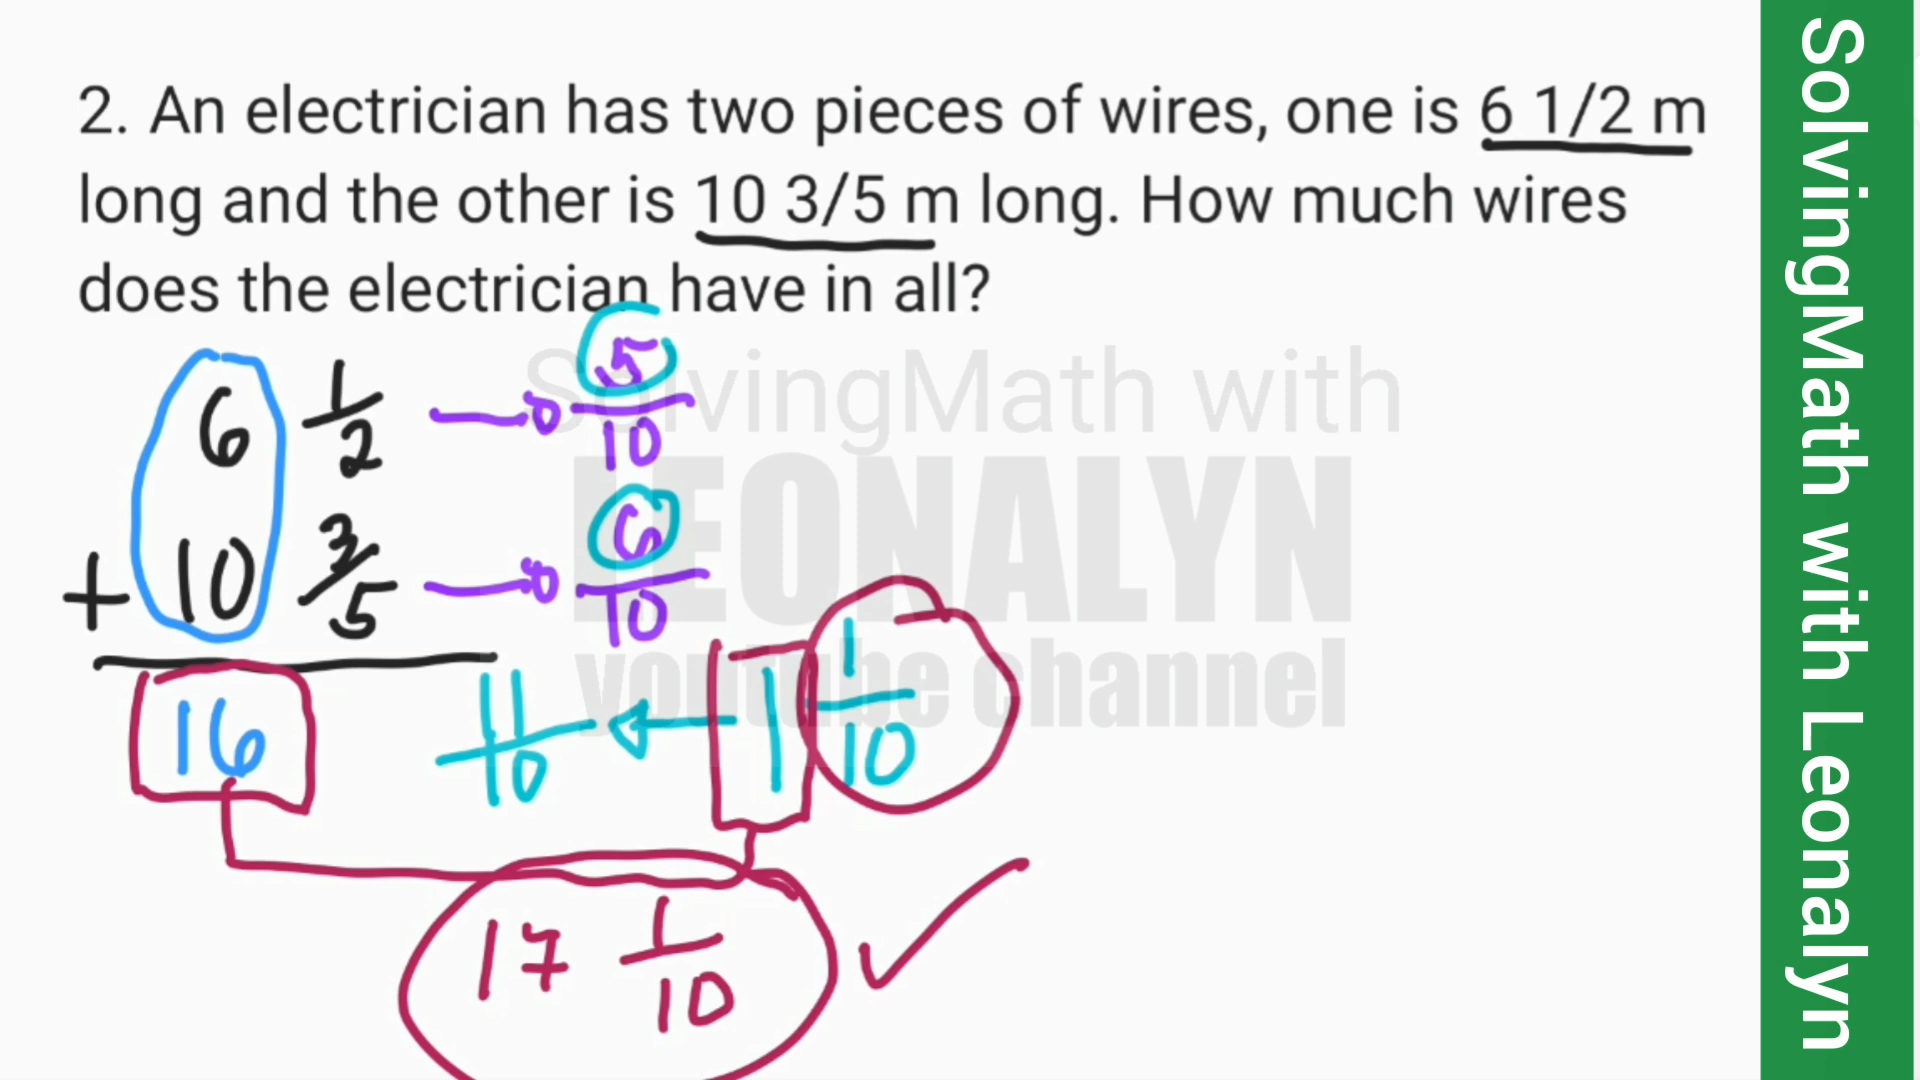 2. An electrician has two pieces of wires, one is 6 1/2 m
long and the other is 10 3/5 m long. How much wires
does the electrician have in all?
SolvingMath with
LEONALYN
youtube channel
6 1/2 5/10
+ 10 3/5 6/10
16 11/10 1 1/10
17 1/10
SolvingMath with Leonalyn